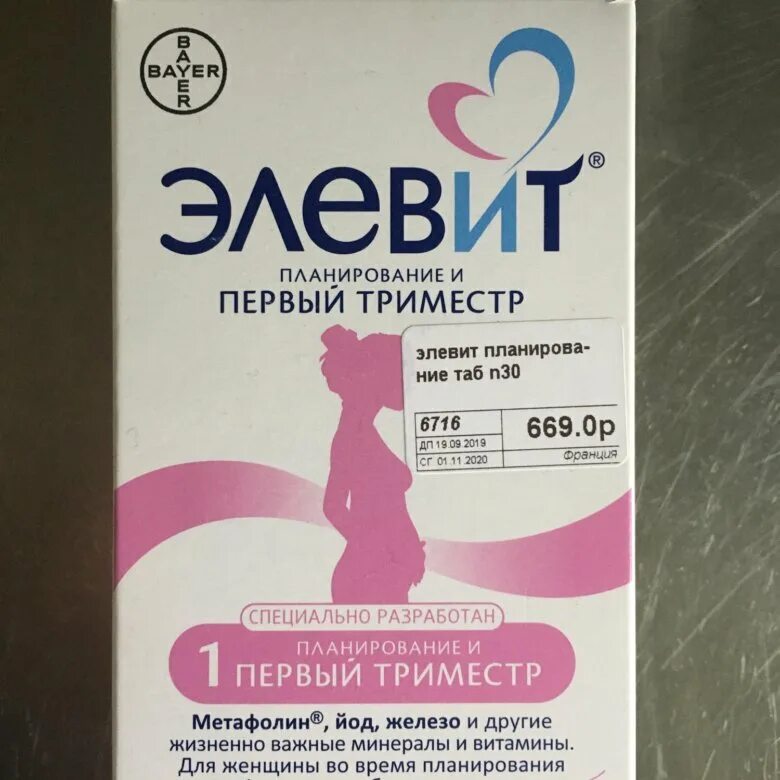 BAYER
BAYER
ЭЛЕВИТ®
ПЛАНИРОВАНИЕ И
ПЕРВЫЙ ТРИМЕСТР
элевит планирова-
ние таб n30
6716
669.0р
ДП 19.09.2019
СГ 01.11.2020
Франция
СПЕЦИАЛЬНО РАЗРАБОТАН
1
ПЛАНИРОВАНИЕ И
ПЕРВЫЙ ТРИМЕСТР
Метафолин®, йод, железо и другие
жизненно важные минералы и витамины.
Для женщины во время планирования